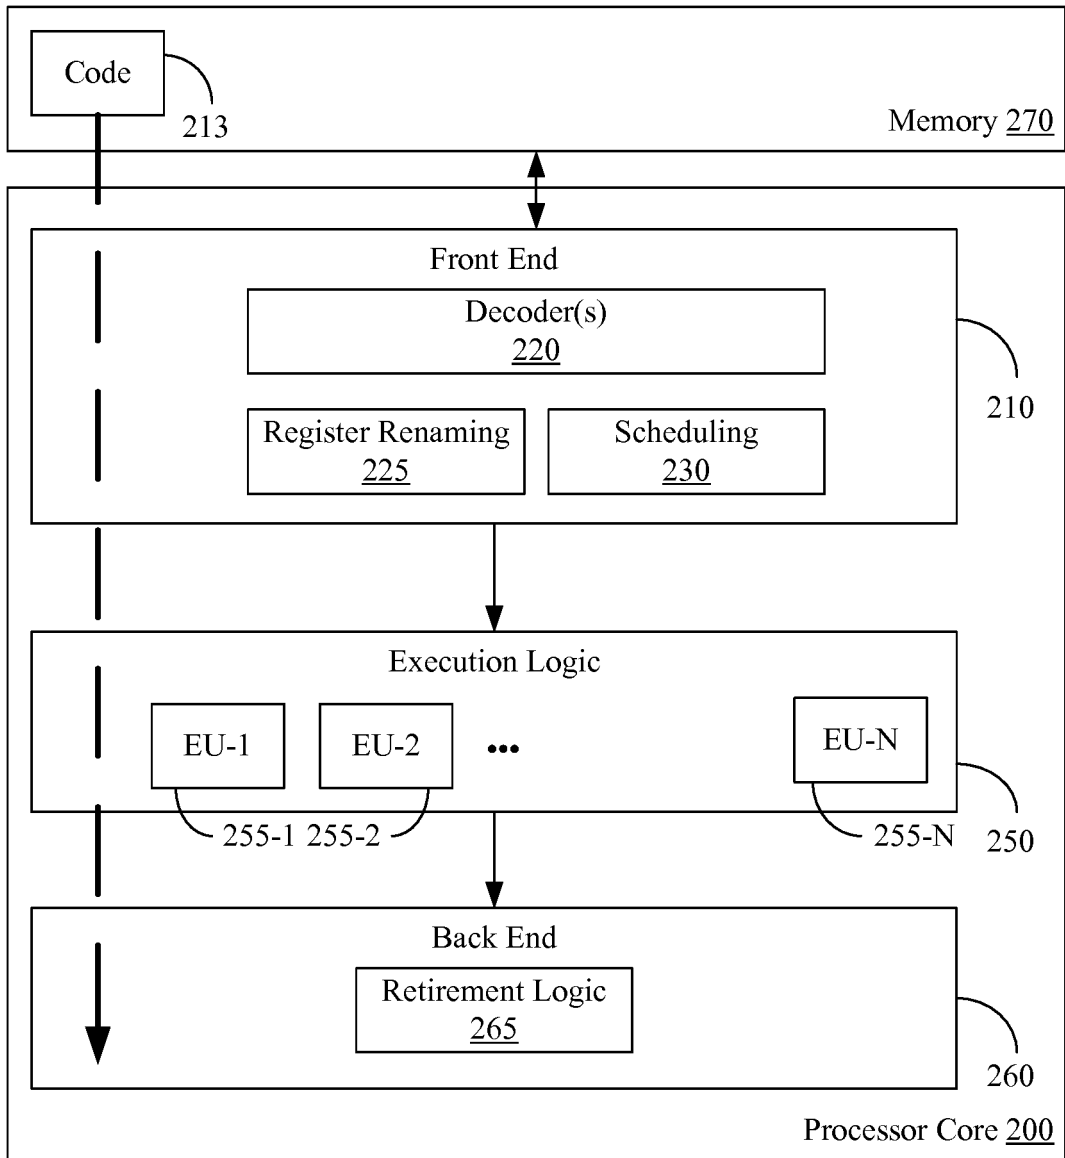 Code
213
Memory 270
Front End
Decoder(s)
220
210
Register Renaming
225
Scheduling
230
Execution Logic
EU-1
EU-2
...
EU-N
255-1
255-2
255-N
250
Back End
Retirement Logic
265
260
Processor Core 200